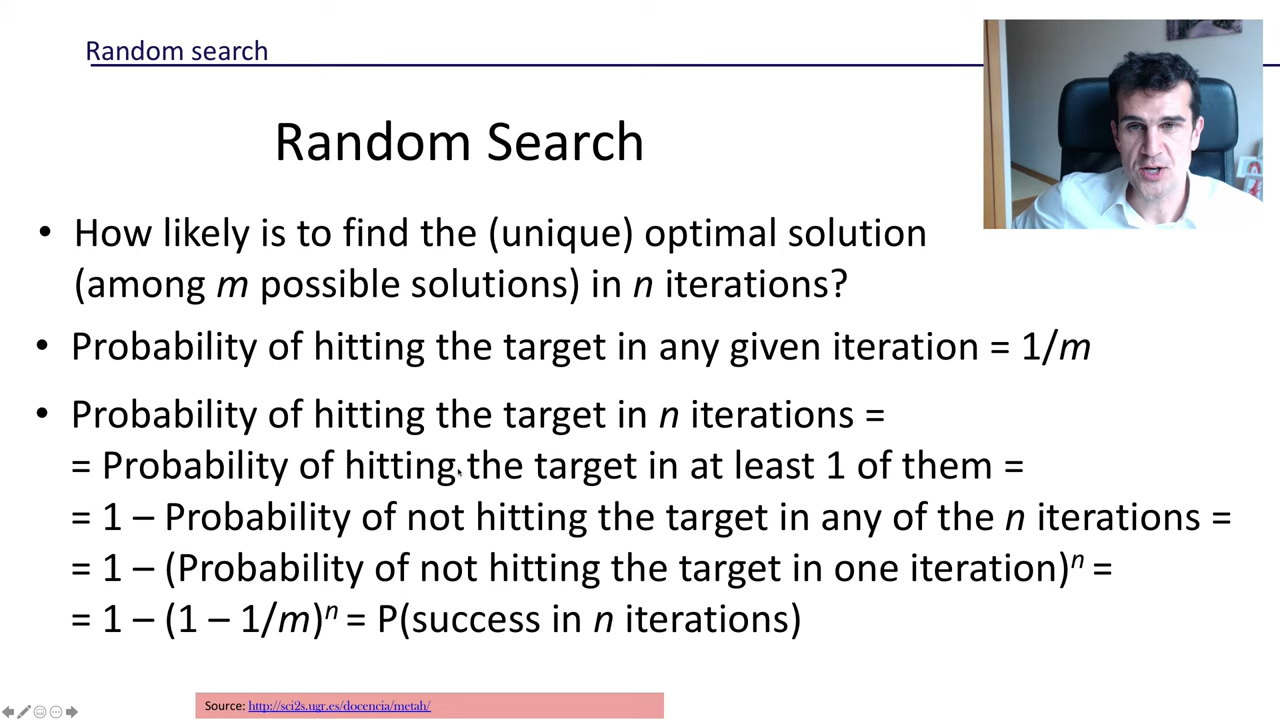 Random search
Random Search
• How likely is to find the (unique) optimal solution
(among m possible solutions) in n iterations?
• Probability of hitting the target in any given iteration = 1/m
• Probability of hitting the target in n iterations =
= Probability of hitting the target in at least 1 of them =
= 1 – Probability of not hitting the target in any of the n iterations =
= 1 – (Probability of not hitting the target in one iteration)ⁿ =
= 1 – (1 – 1/m)ⁿ = P(success in n iterations)
Source: http://sci2s.ugr.es/docencia/metah/